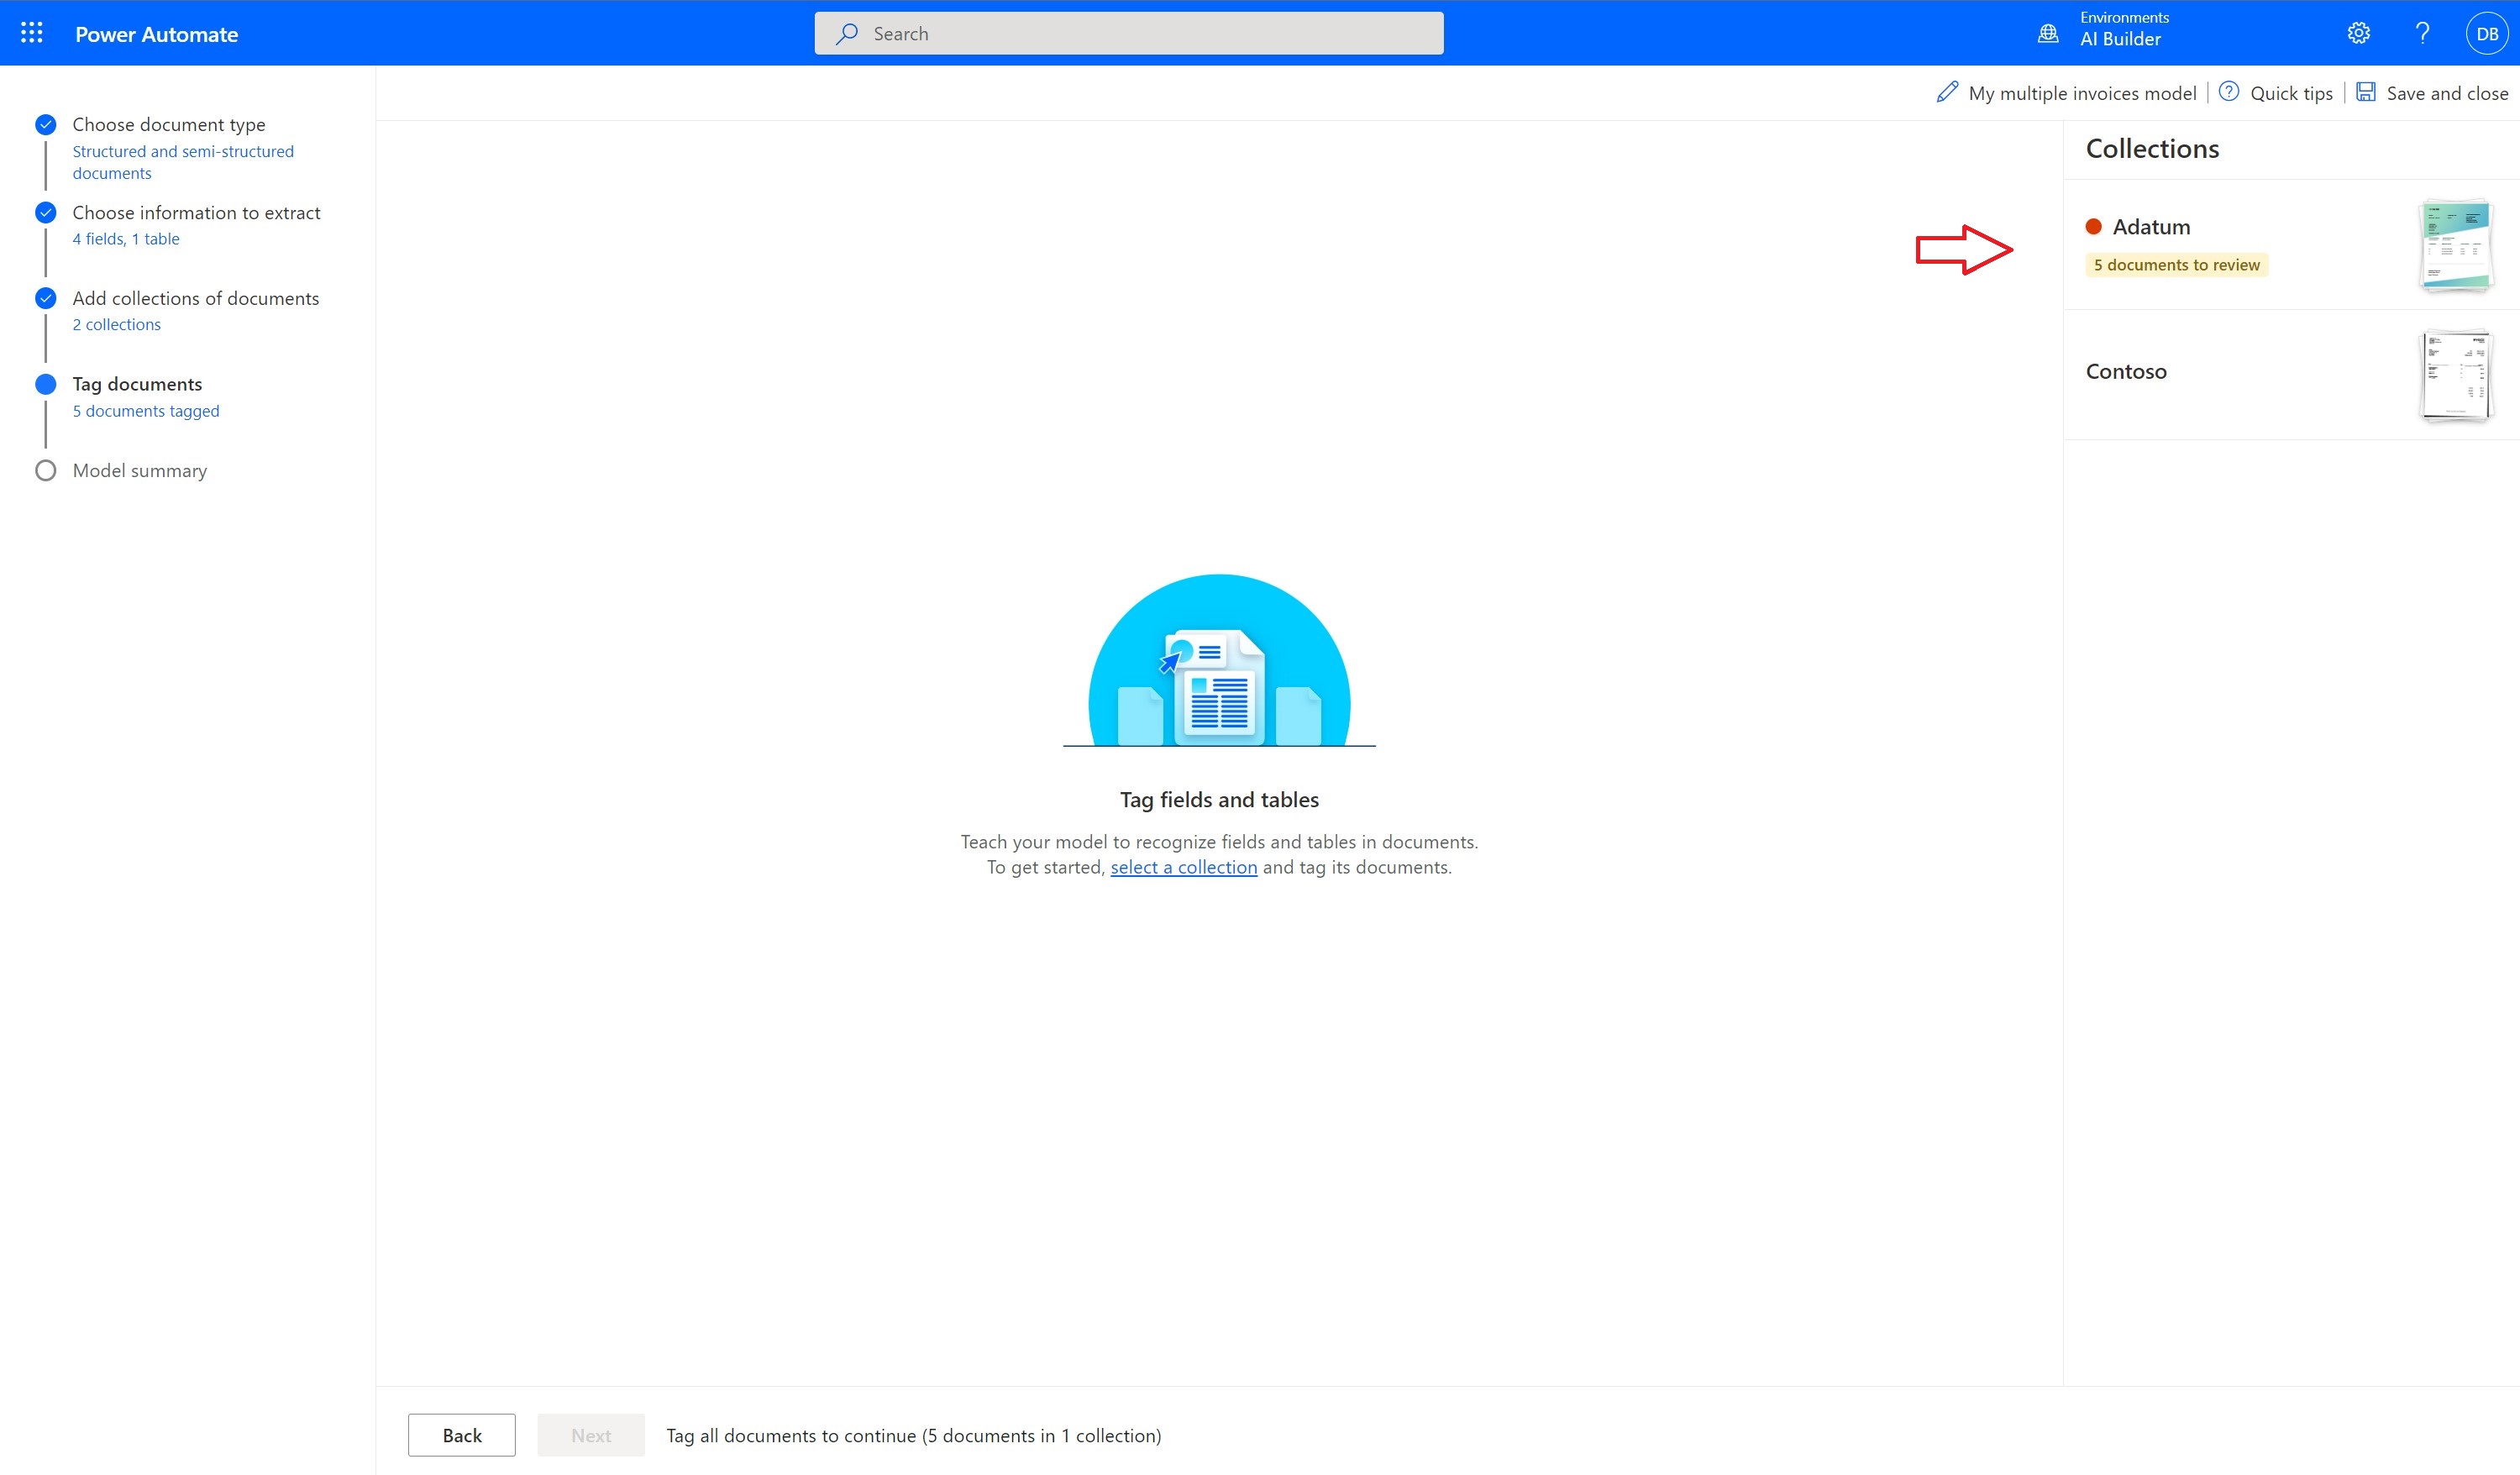 Power Automate
Search
Environments
AI Builder
DB
My multiple invoices model
Quick tips
Save and close
Choose document type
Structured and semi-structured
documents
Choose information to extract
4 fields, 1 table
Add collections of documents
2 collections
Tag documents
5 documents tagged
Model summary
Tag fields and tables
Teach your model to recognize fields and tables in documents.
To get started, select a collection and tag its documents.
Collections
Adatum
5 documents to review
Contoso
Back
Next
Tag all documents to continue (5 documents in 1 collection)